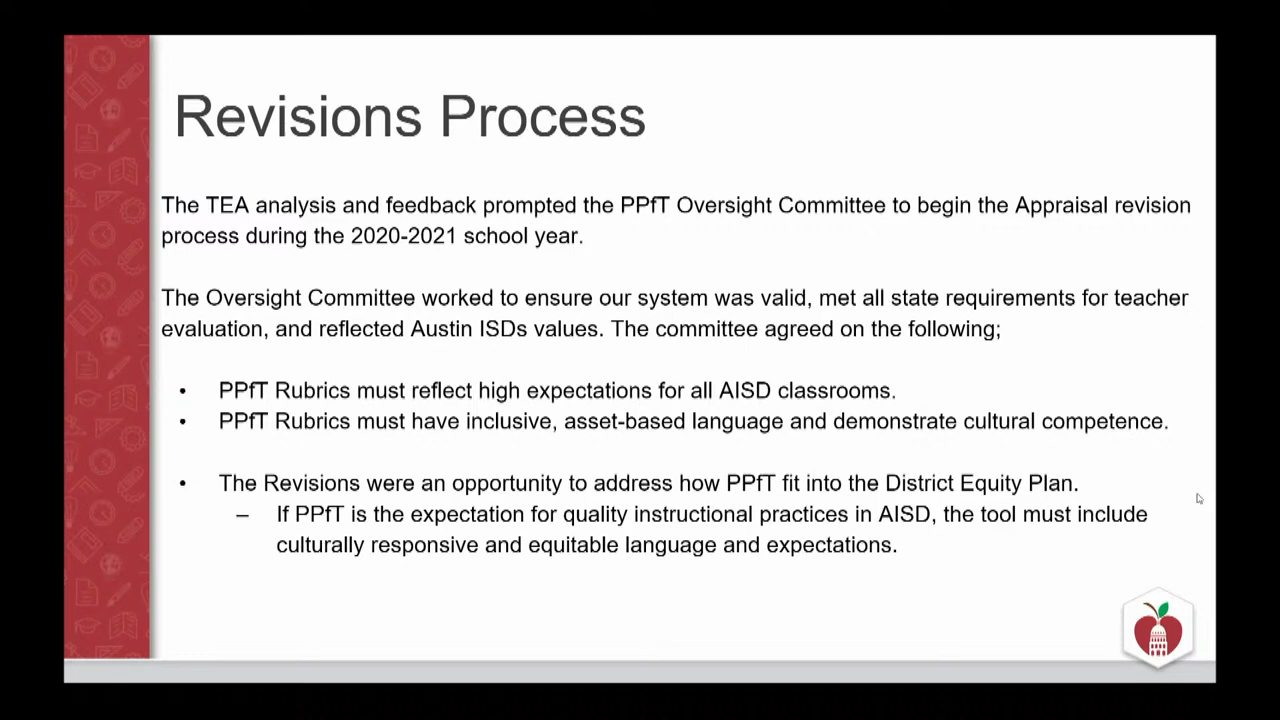 Revisions Process
The TEA analysis and feedback prompted the PPfT Oversight Committee to begin the Appraisal revision
process during the 2020-2021 school year.
The Oversight Committee worked to ensure our system was valid, met all state requirements for teacher
evaluation, and reflected Austin ISDs values. The committee agreed on the following;
• PPfT Rubrics must reflect high expectations for all AISD classrooms.
• PPfT Rubrics must have inclusive, asset-based language and demonstrate cultural competence.
• The Revisions were an opportunity to address how PPfT fit into the District Equity Plan.
– If PPfT is the expectation for quality instructional practices in AISD, the tool must include
culturally responsive and equitable language and expectations.